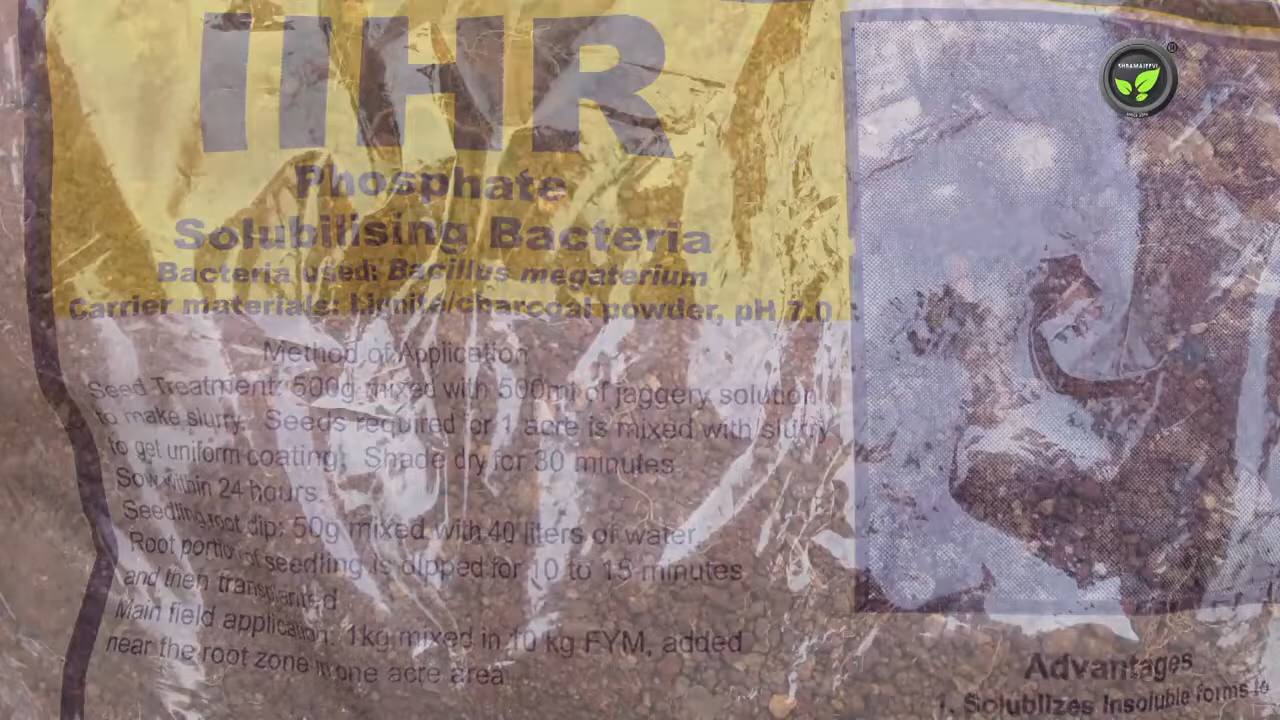 IIHR
Phosphate
Solubilising Bacteria
Bacteria used: Bacillus megaterium
Carrier materials: Lignite/charcoal powder, pH 7.0
Method of Application
Seed Treatment: 500g mixed with 500ml of jaggery solution
to make slurry. Seeds required for 1 acre is mixed with slurry
to get uniform coating. Shade dry for 30 minutes.
Sow within 24 hours.
Seedling root dip: 50g mixed with 40 liters of water.
Root portion of seedling is dipped for 10 to 15 minutes
and then transplanted
Main field application: 1kg mixed in 10 kg FYM, added
near the root zone in one acre area
SHRAMAJEEVI
®
Advantages
1. Solublizes insoluble forms